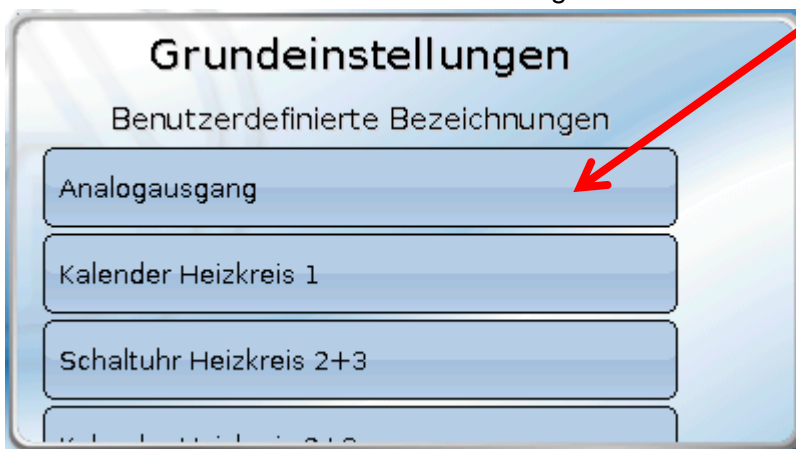 Grundeinstellungen
Benutzerdefinierte Bezeichnungen
Analogausgang
Kalender Heizkreis 1
Schaltuhr Heizkreis 2+3